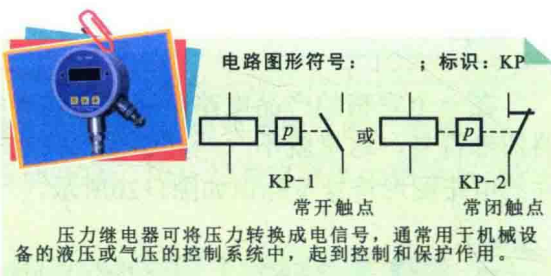 电路图形符号： ；标识：KP
p 或 p
KP-1 KP-2
常开触点 常闭触点
压力继电器可将压力转换成电信号，通常用于机械设
备的液压或气压的控制系统中，起到控制和保护作用。